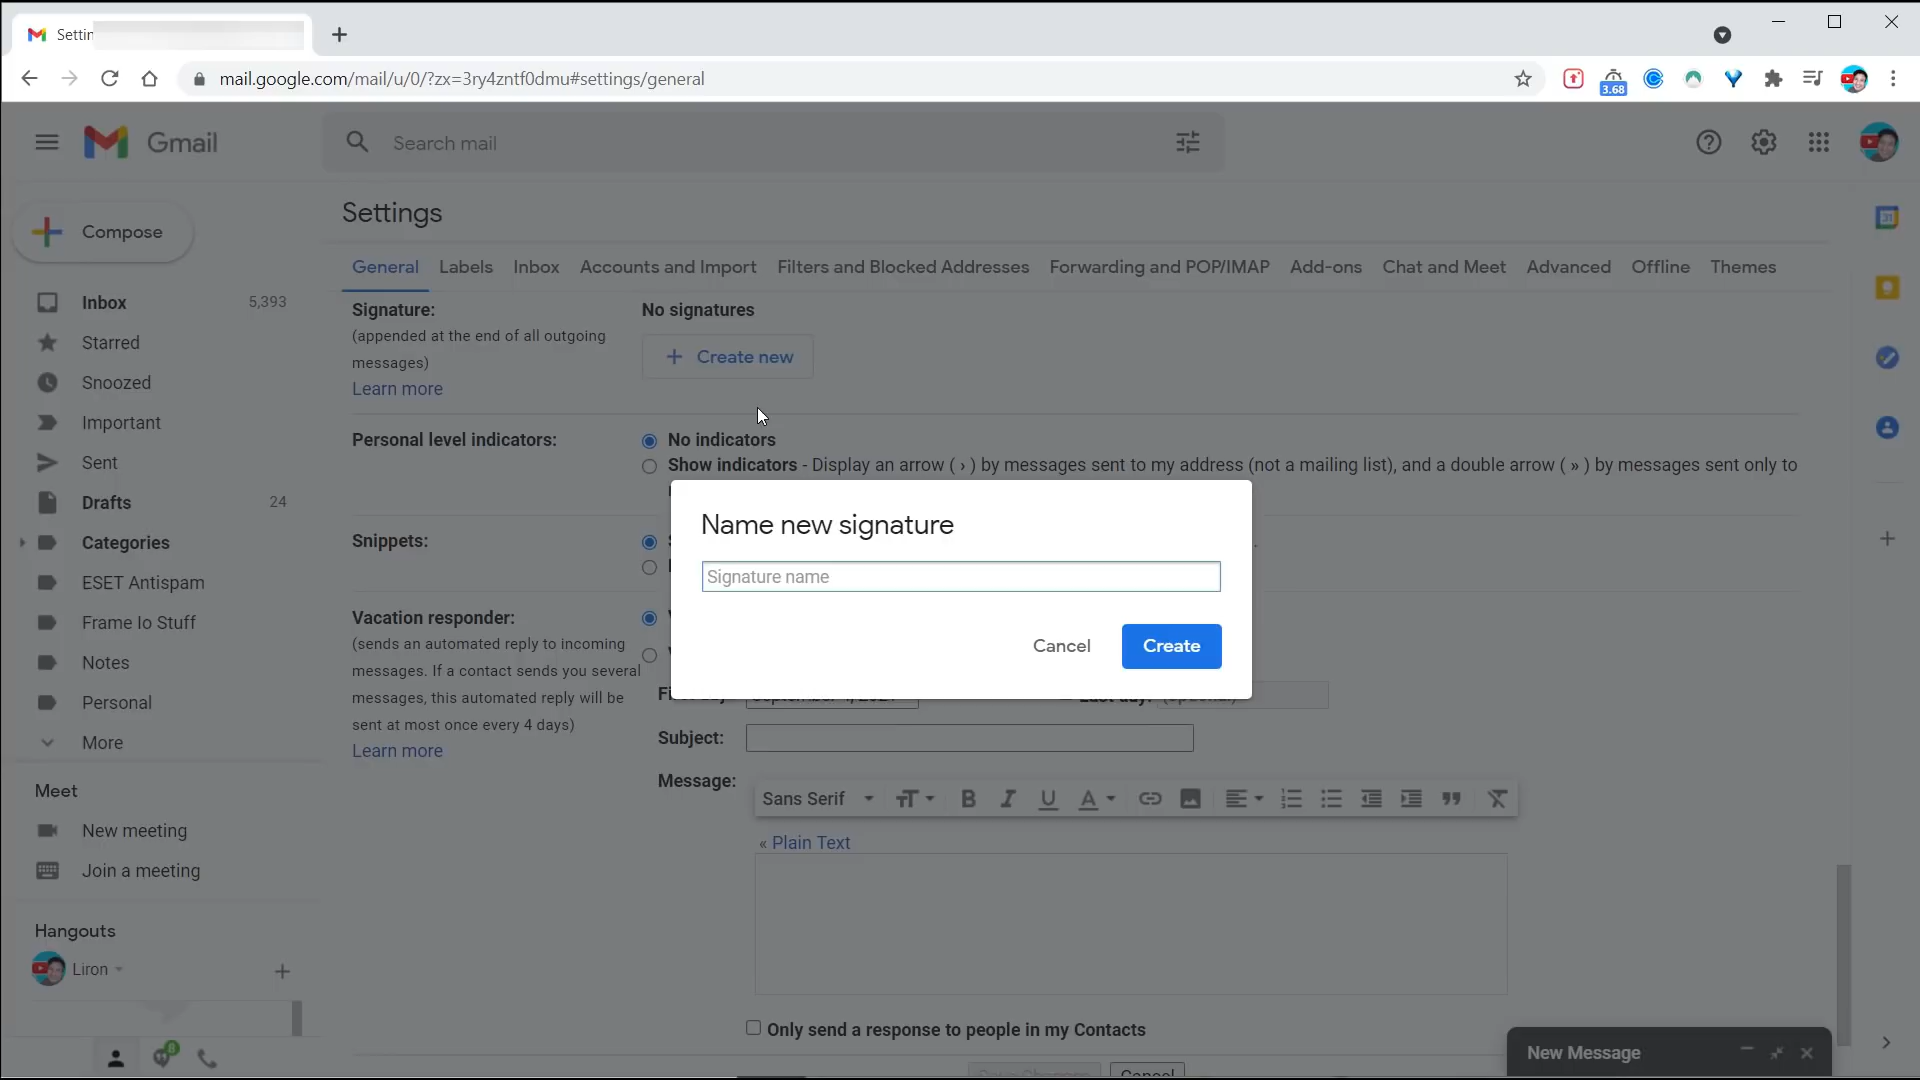 Settin
mail.google.com/mail/u/0/?zx=3ry4zntf0dmu#settings/general
3.68
Gmail
Search mail
Compose
Inbox 5,393
Starred
Snoozed
Important
Sent
Drafts 24
Categories
ESET Antispam
Frame Io Stuff
Notes
Personal
More
Meet
New meeting
Join a meeting
Hangouts
Liron
8
Settings
General Labels Inbox Accounts and Import Filters and Blocked Addresses Forwarding and POP/IMAP Add-ons Chat and Meet Advanced Offline Themes
Signature:
(appended at the end of all outgoing
messages)
Learn more
No signatures
Create new
Personal level indicators:
No indicators
Show indicators - Display an arrow ( › ) by messages sent to my address (not a mailing list), and a double arrow ( » ) by messages sent only to
Snippets:
Vacation responder:
(sends an automated reply to incoming
messages. If a contact sends you several
messages, this automated reply will be
sent at most once every 4 days)
Learn more
Name new signature
Signature name
Cancel
Create
Last day: (optional)
Subject:
Message:
Sans Serif
« Plain Text
Only send a response to people in my Contacts
Save Changes Cancel
New Message
31